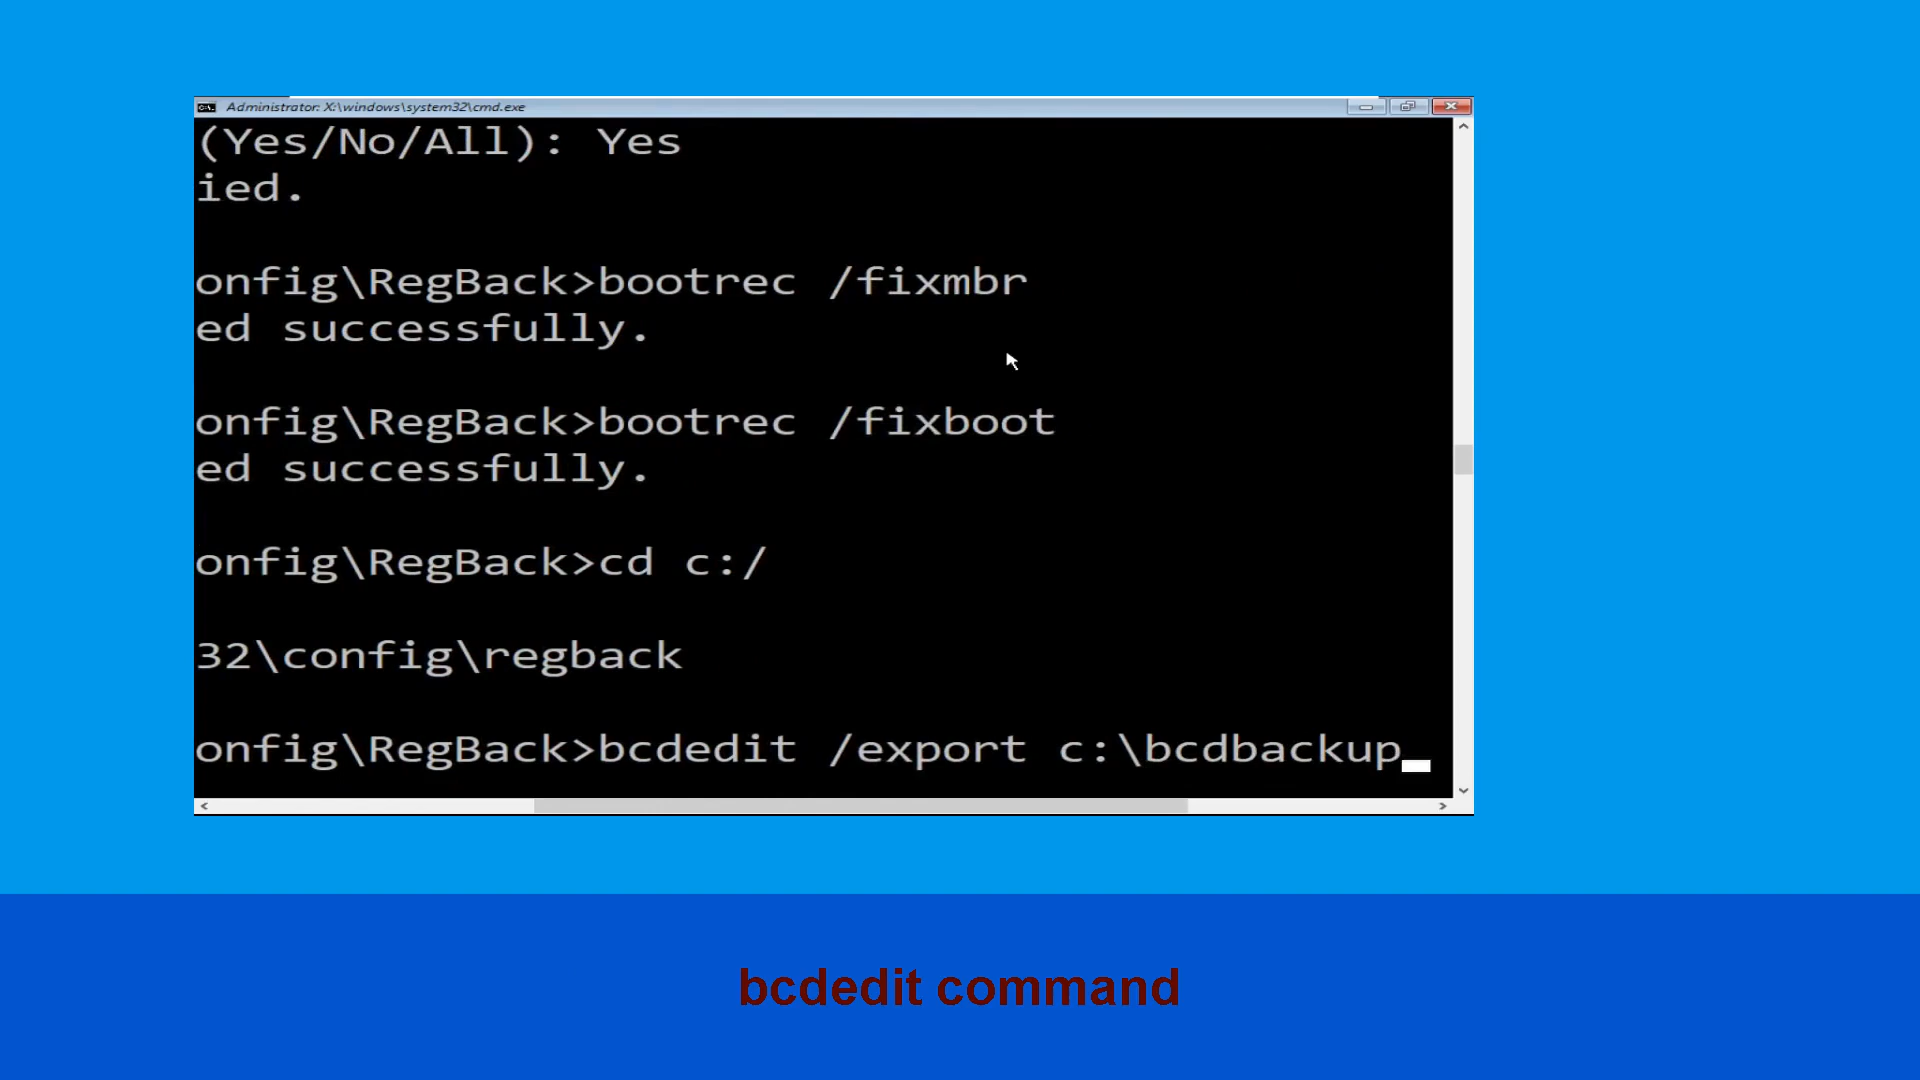 Administrator: X:\windows\system32\cmd.exe
(Yes/No/All): Yes
ied.
onfig\RegBack>bootrec /fixmbr
ed successfully.
onfig\RegBack>bootrec /fixboot
ed successfully.
onfig\RegBack>cd c:/
32\config\regback
onfig\RegBack>bcdedit /export c:\bcdbackup
bcdedit command